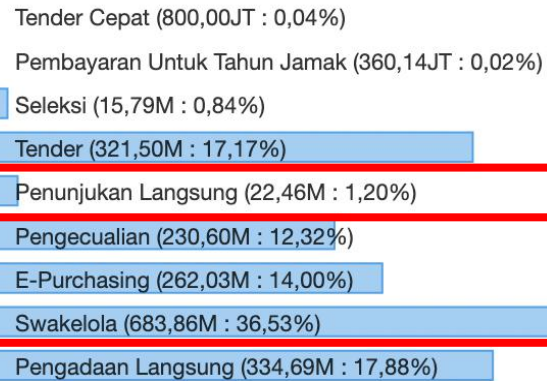 Tender Cepat (800,00JT : 0,04%)
Pembayaran Untuk Tahun Jamak (360,14JT : 0,02%)
Seleksi (15,79M : 0,84%)
Tender (321,50M : 17,17%)
Penunjukan Langsung (22,46M : 1,20%)
Pengecualian (230,60M : 12,32%)
E-Purchasing (262,03M : 14,00%)
Swakelola (683,86M : 36,53%)
Pengadaan Langsung (334,69M : 17,88%)